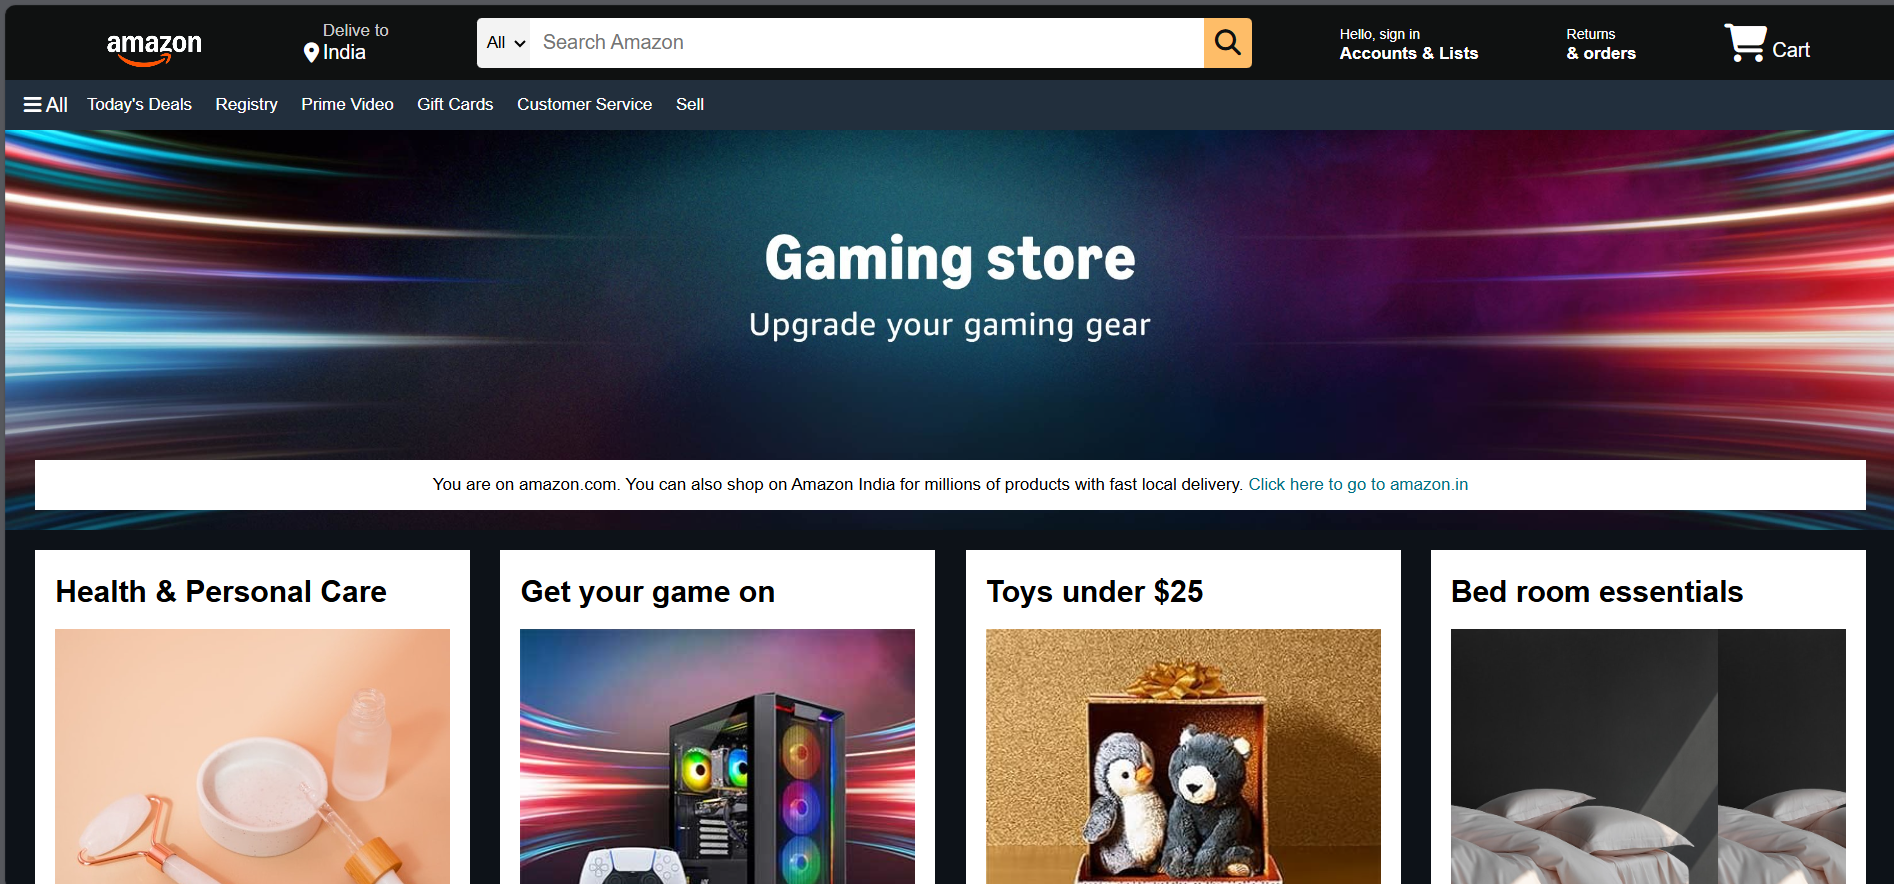 amazon
Delive to
India
All
Search Amazon
Hello, sign in
Accounts & Lists
Returns
& orders
Cart
All Today's Deals Registry Prime Video Gift Cards Customer Service Sell
Gaming store
Upgrade your gaming gear
You are on amazon.com. You can also shop on Amazon India for millions of products with fast local delivery. Click here to go to amazon.in
Health & Personal Care
Get your game on
Toys under $25
Bed room essentials